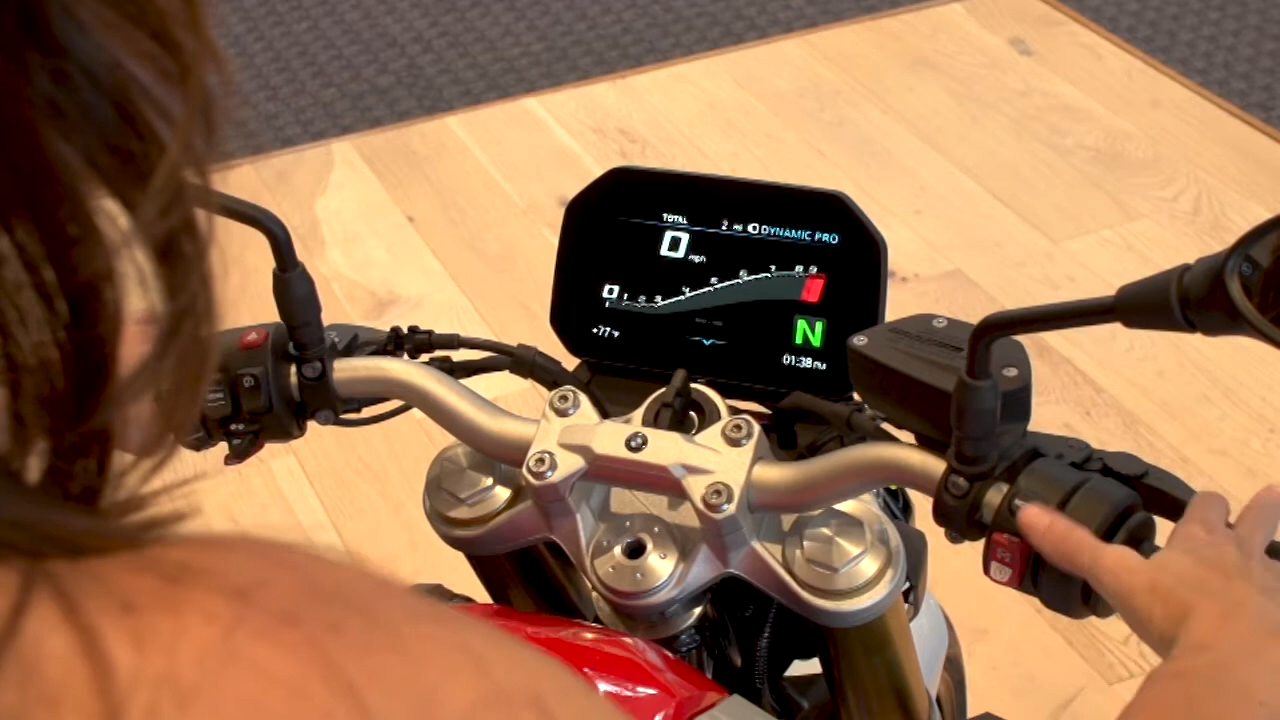 TOTAL
2 mi DYNAMIC PRO
0 mph
0 1 2 3 4 5 6 7 8 9
+77 °F
N
01:38 PM